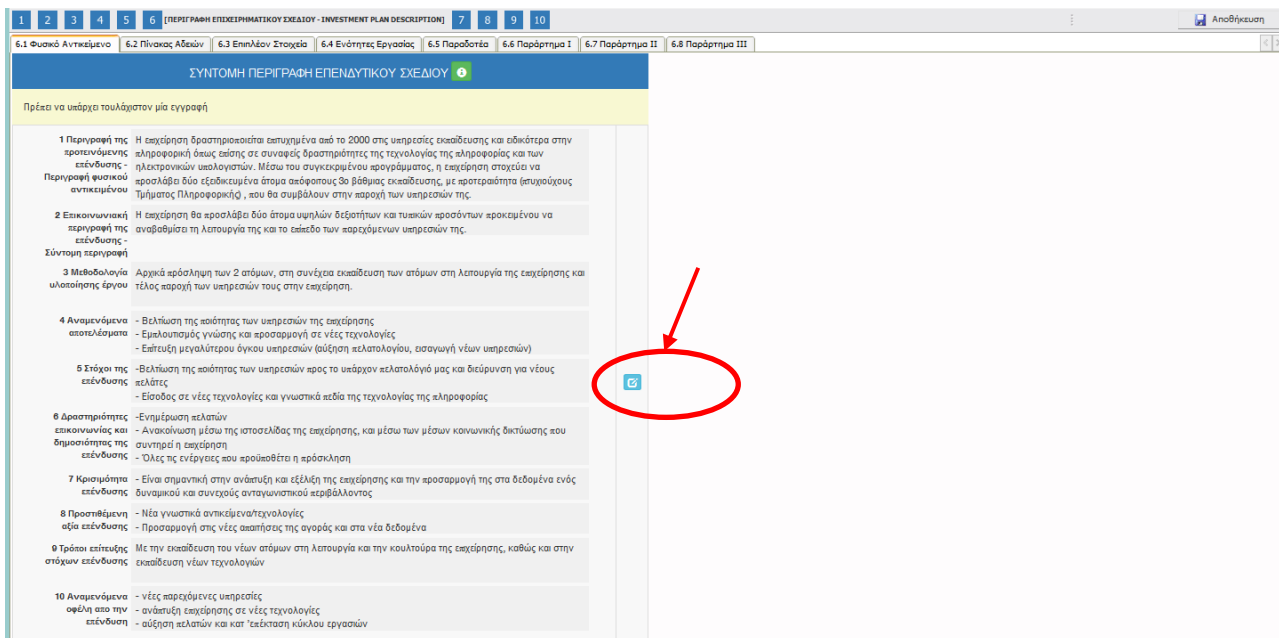 1 2 3 4 5 6 [ΠΕΡΙΓΡΑΦΗ ΕΠΙΧΕΙΡΗΜΑΤΙΚΟΥ ΣΧΕΔΙΟΥ - INVESTMENT PLAN DESCRIPTION] 7 8 9 10 Αποθήκευση
6.1 Φυσικό Αντικείμενο 6.2 Πίνακας Αδειών 6.3 Επιπλέον Στοιχεία 6.4 Ενότητες Εργασίας 6.5 Παραδοτέα 6.6 Παράρτημα I 6.7 Παράρτημα II 6.8 Παράρτημα III
ΣΥΝΤΟΜΗ ΠΕΡΙΓΡΑΦΗ ΕΠΕΝΔΥΤΙΚΟΥ ΣΧΕΔΙΟΥ
Πρέπει να υπάρχει τουλάχιστον μία εγγραφή
1 Περιγραφή της προτεινόμενης επένδυσης - Περιγραφή φυσικού αντικειμένου
Η επιχείρηση δραστηριοποιείται επιτυχημένα από το 2000 στις υπηρεσίες εκπαίδευσης και ειδικότερα στην
πληροφορική όπως επίσης σε συναφείς δραστηριότητες της τεχνολογίας της πληροφορίας και των
ηλεκτρονικών υπολογιστών. Μέσω του συγκεκριμένου προγράμματος, η επιχείρηση στοχεύει να
προσλάβει δύο εξειδικευμένα άτομα απόφοιτους 3ο βάθμιας εκπαίδευσης, με προτεραιότητα (πτυχιούχους
Τμήματος Πληροφορικής) , που θα συμβάλουν στην παροχή των υπηρεσιών της.
2 Επικοινωνιακή περιγραφή της επένδυσης - Σύντομη περιγραφή
Η επιχείρηση θα προσλάβει δύο άτομα υψηλών δεξιοτήτων και τυπικών προσόντων προκειμένου να
αναβαθμίσει τη λειτουργία της και το επίπεδο των παρεχόμενων υπηρεσιών της.
3 Μεθοδολογία υλοποίησης έργου
Αρχικά πρόσληψη των 2 ατόμων, στη συνέχεια εκπαίδευση των ατόμων στη λειτουργία της επιχείρησης και
τέλος παροχή των υπηρεσιών τους στην επιχείρηση.
4 Αναμενόμενα αποτελέσματα
- Βελτίωση της ποιότητας των υπηρεσιών της επιχείρησης
- Εμπλουτισμός γνώσης και προσαρμογή σε νέες τεχνολογίες
- Επίτευξη μεγαλύτερου όγκου υπηρεσιών (αύξηση πελατολογίου, εισαγωγή νέων υπηρεσιών)
5 Στόχοι της επένδυσης
-Βελτίωση της ποιότητας των υπηρεσιών προς το υπάρχον πελατολόγιό μας και διεύρυνση για νέους
πελάτες
- Είσοδος σε νέες τεχνολογίες και γνωστικά πεδία της τεχνολογίας της πληροφορίας
6 Δραστηριότητες επικοινωνίας και δημοσιότητας της επένδυσης
-Ενημέρωση πελατών
- Ανακοίνωση μέσω της ιστοσελίδας της επιχείρησης, και μέσω των μέσων κοινωνικής δικτύωσης που
συντηρεί η επιχείρηση
- Όλες τις ενέργειες που προϋποθέτει η πρόσκληση
7 Κρισιμότητα επένδυσης
- Είναι σημαντική στην ανάπτυξη και εξέλιξη της επιχείρησης και την προσαρμογή της στα δεδομένα ενός
δυναμικού και συνεχούς ανταγωνιστικού περιβάλλοντος
8 Προστιθέμενη αξία επένδυσης
- Νέα γνωστικά αντικείμενα/τεχνολογίες
- Προσαρμογή στις νέες απαιτήσεις της αγοράς και στα νέα δεδομένα
9 Τρόποι επίτευξης στόχων επένδυσης
Με την εκπαίδευση του νέων ατόμων στη λειτουργία και την κουλτούρα της επιχείρησης, καθώς και στην
εκπαίδευση νέων τεχνολογιών
10 Αναμενόμενα οφέλη απο την επένδυση
- νέες παρεχόμενες υπηρεσίες
- ανάπτυξη επιχείρησης σε νέες τεχνολογίες
- αύξηση πελατών και κατ 'επέκταση κύκλου εργασιών